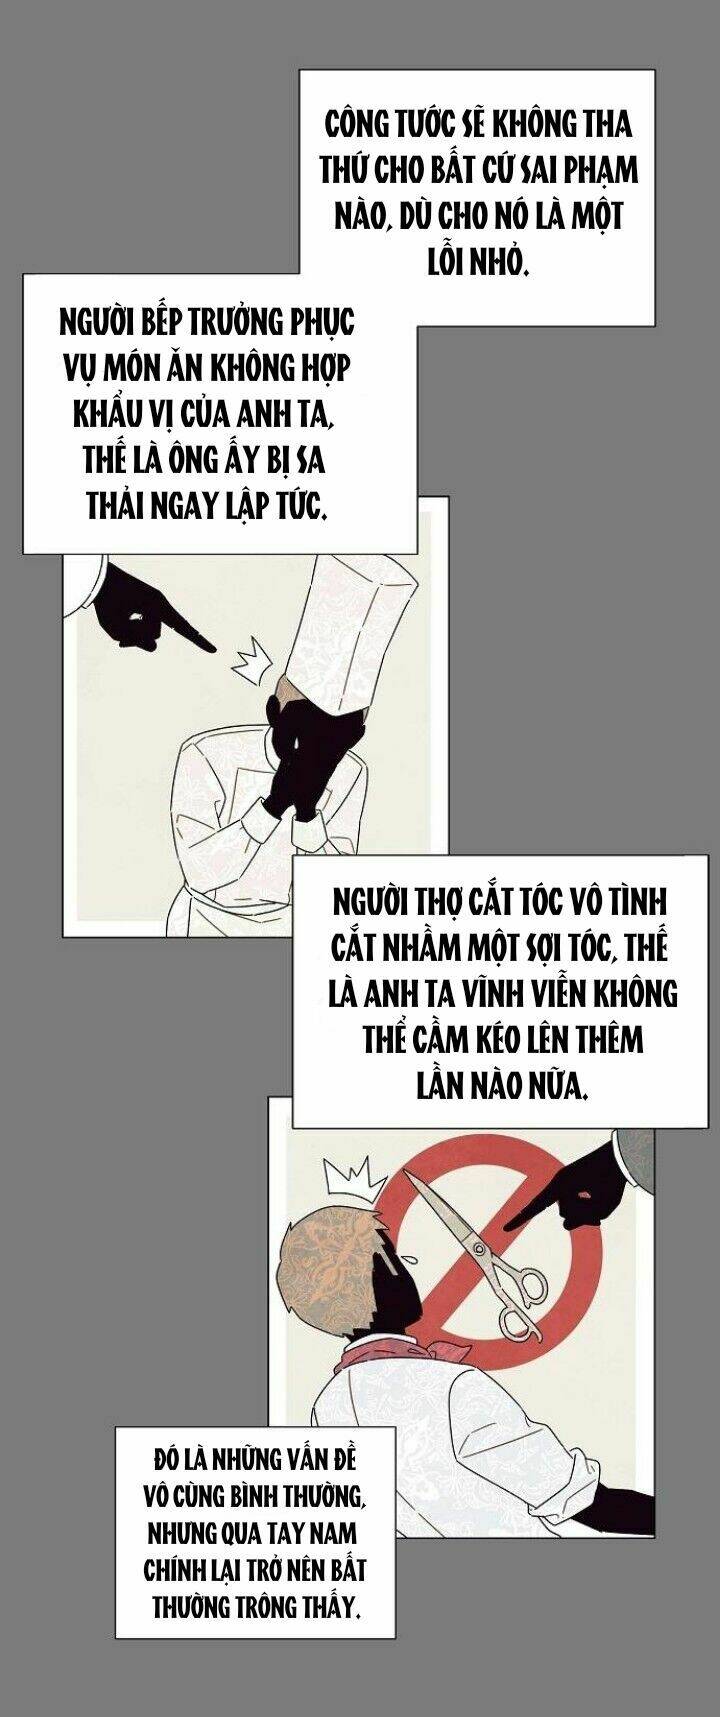 CÔNG TƯỚC SẼ KHÔNG THA
THỨ CHO BẤT CỨ SAI PHẠM
NÀO, DÙ CHO NÓ LÀ MỘT
LỖI NHỎ.
NGƯỜI BẾP TRƯỞNG PHỤC
VỤ MÓN ĂN KHÔNG HỢP
KHẨU VỊ CỦA ANH TA,
THẾ LÀ ÔNG ẤY BỊ SA
THẢI NGAY LẬP TỨC.
NGƯỜI THỢ CẮT TÓC VÔ TÌNH
CẮT NHẦM MỘT SỢI TÓC, THẾ
LÀ ANH TA VĨNH VIỄN KHÔNG
THỂ CẦM KÉO LÊN THÊM
LẦN NÀO NỮA.
ĐÓ LÀ NHỮNG VẤN ĐỀ
VÔ CÙNG BÌNH THƯỜNG,
NHƯNG QUA TAY NAM
CHÍNH LẠI TRỞ NÊN BẤT
THƯỜNG TRÔNG THẤY.